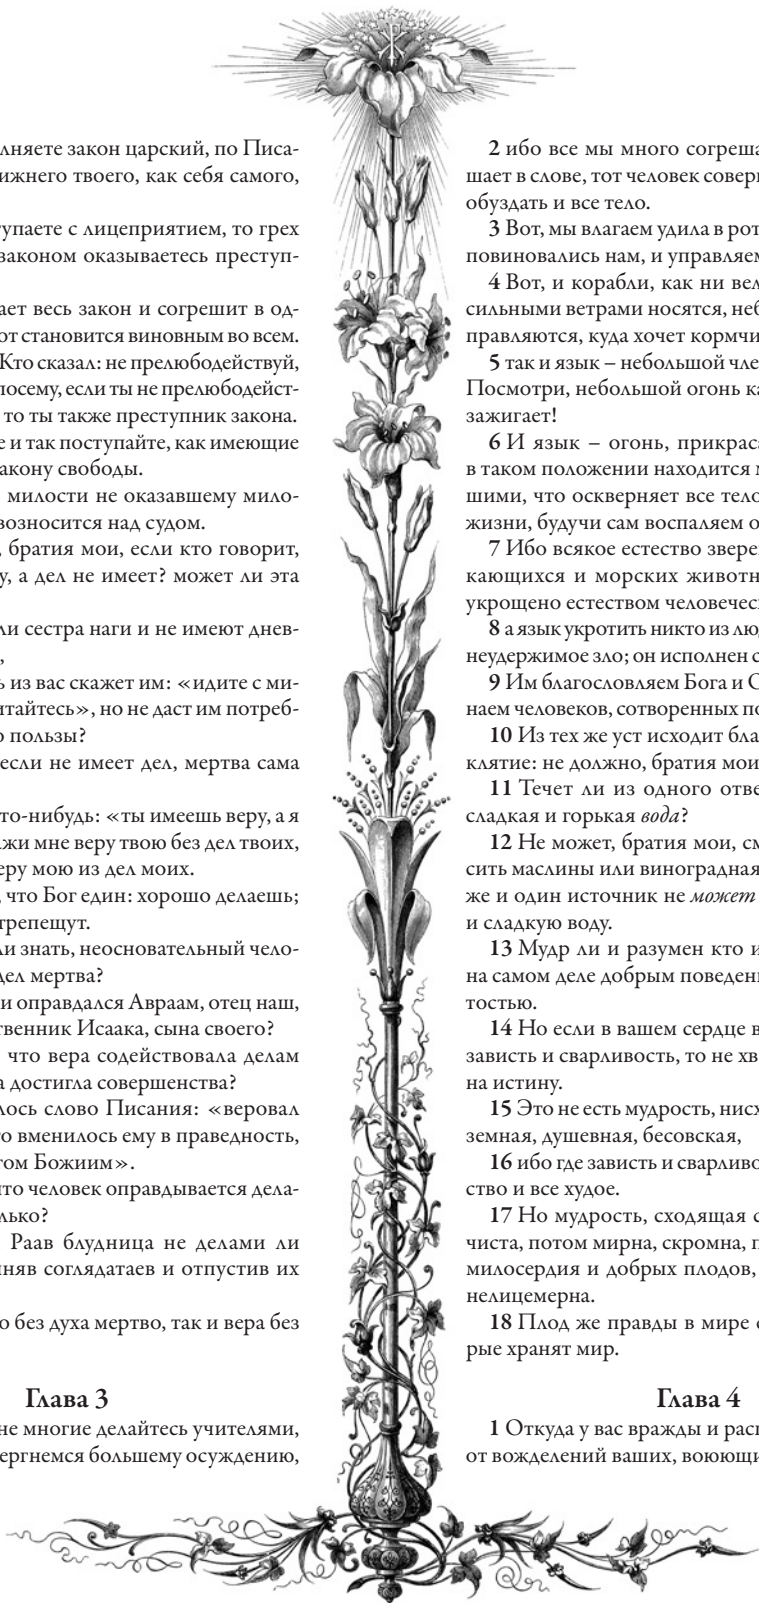 лняете закон царский, по Писа-
ижнего твоего, как себя самого,
упаете с лицеприятием, то грех
законом оказываетесь преступ-
ает весь закон и согрешит в од-
от становится виновным во всем.
Кто сказал: не прелюбодействуй,
посему, если ты не прелюбодейст-
то ты также преступник закона.
е и так поступайте, как имеющие
акону свободы.
милости не оказавшему мило-
возносится над судом.
, братия мои, если кто говорит,
у, а дел не имеет? может ли эта
ли сестра наги и не имеют днев-
,
ь из вас скажет им: «идите с ми-
итайтесь», но не даст им потреб-
о пользы?
если не имеет дел, мертва сама
то-нибудь: «ты имеешь веру, а я
жи мне веру твою без дел твоих,
еру мою из дел моих.
, что Бог един: хорошо делаешь;
трепещут.
ли знать, неосновательный чело-
дел мертва?
и оправдался Авраам, отец наш,
твенник Исаака, сына своего?
что вера содействовала делам
а достигла совершенства?
лось слово Писания: «веровал
то вменилось ему в праведность,
гом Божиим».
что человек оправдывается дела-
лько?
Раав блудница не делами ли
иняв соглядатаев и отпустив их
о без духа мертво, так и вера без
Глава 3
не многие делайтесь учителями,
ергнемся большему осуждению,
2 ибо все мы много согреша
шает в слове, тот человек совер
обуздать и все тело.
3 Вот, мы влагаем удила в рот
повиновались нам, и управляем
4 Вот, и корабли, как ни вел
сильными ветрами носятся, неб
правляются, куда хочет кормчи
5 так и язык – небольшой чле
Посмотри, небольшой огонь ка
зажигает!
6 И язык – огонь, прикрас
в таком положении находится
шими, что оскверняет все тело
жизни, будучи сам воспаляем о
7 Ибо всякое естество звере
кающихся и морских животн
укрощено естеством человечес
8 а язык укротить никто из лю
неудержимое зло; он исполнен с
9 Им благословляем Бога и О
наем человеков, сотворенных по
10 Из тех же уст исходит бла
клятие: не должно, братия мои
11 Течет ли из одного отве
сладкая и горькая вода?
12 Не может, братия мои, см
сить маслины или виноградная
же и один источник не может
и сладкую воду.
13 Мудр ли и разумен кто и
на самом деле добрым поведен
тостью.
14 Но если в вашем сердце в
зависть и сварливость, то не хв
на истину.
15 Это не есть мудрость, нисх
земная, душевная, бесовская,
16 ибо где зависть и сварливо
ство и все худое.
17 Но мудрость, сходящая с
чиста, потом мирна, скромна, п
милосердия и добрых плодов,
нелицемерна.
18 Плод же правды в мире
рые хранят мир.
Глава 4
1 Откуда у вас вражды и расп
от вожделений ваших, воюющи